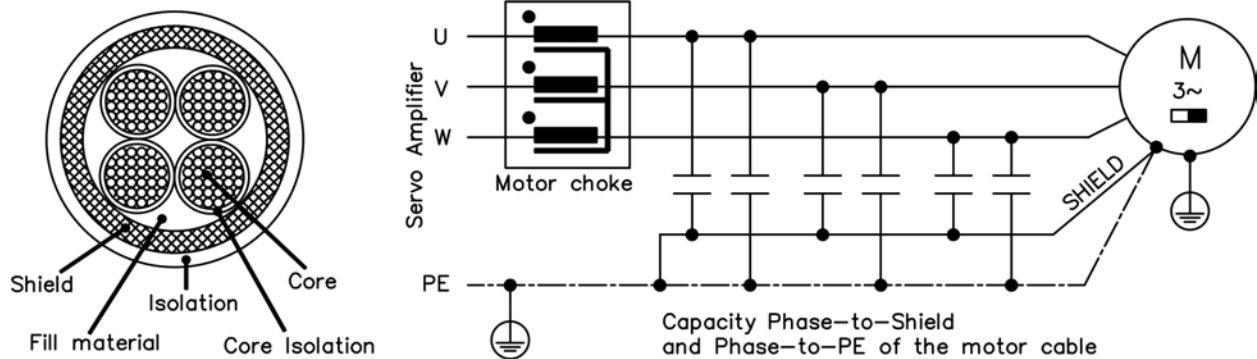 Shield
Isolation
Core
Fill material
Core Isolation
Servo Amplifier
U
V
W
PE
Motor choke
SHIELD
M
3~
Capacity Phase-to-Shield
and Phase-to-PE of the motor cable